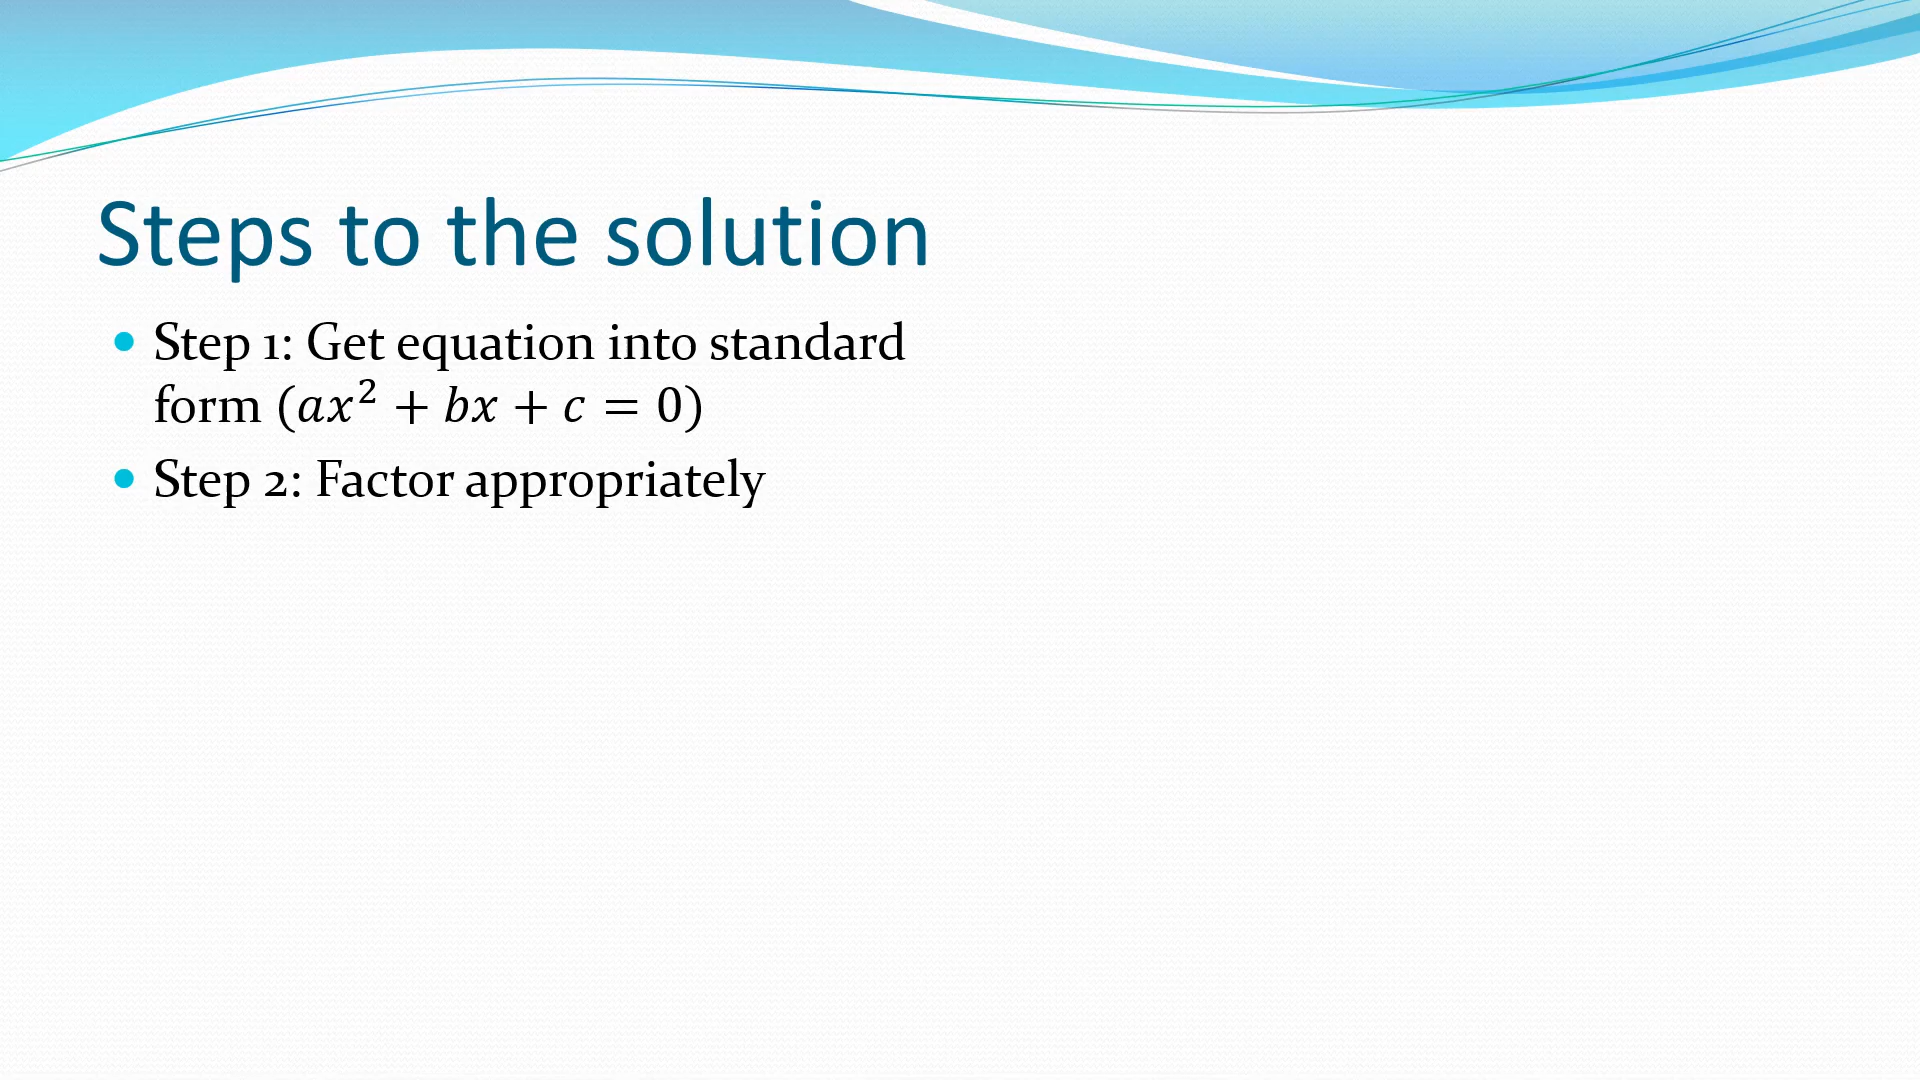 Steps to the solution
• Step 1: Get equation into standard
form (𝑎𝑥² + 𝑏𝑥 + 𝑐 = 0)
• Step 2: Factor appropriately